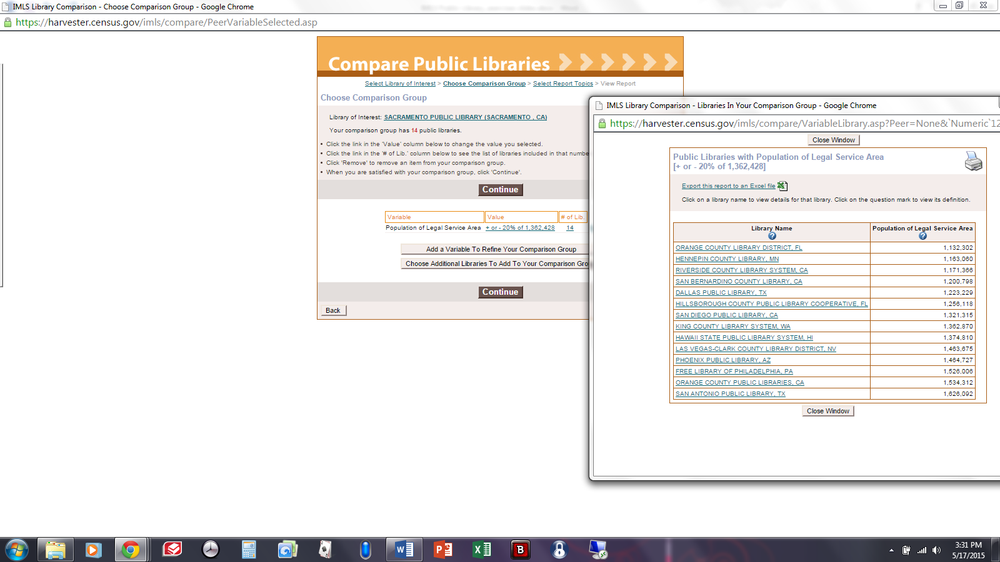 IMLS Library Comparison - Choose Comparison Group - Google Chrome
https://harvester.census.gov/imls/compare/PeerVariableSelected.asp
Compare Public Libraries
Select Library of Interest > Choose Comparison Group > Select Report Topics > View Report
Choose Comparison Group
Library of Interest: SACRAMENTO PUBLIC LIBRARY (SACRAMENTO , CA)
Your comparison group has 14 public libraries.
• Click the link in the 'Value' column below to change the value you selected.
• Click the link in the '# of Lib.' column below to see the list of libraries included in that numbe
• Click 'Remove' to remove an item from your comparison group.
• When you are satisfied with your comparison group, click 'Continue'.
Continue
Variable Value # of Lib.
Population of Legal Service Area + or - 20% of 1,362,428 14
Add a Variable To Refine Your Comparison Group
Choose Additional Libraries To Add To Your Comparison Gro
Continue
Back
IMLS Library Comparison - Libraries In Your Comparison Group - Google Chrome
https://harvester.census.gov/imls/compare/VariableLibrary.asp?Peer=None&`Numeric`12
Close Window
Public Libraries with Population of Legal Service Area
[+ or - 20% of 1,362,428]
Export this report to an Excel file
Click on a library name to view details for that library. Click on the question mark to view its definition.
Library Name Population of Legal Service Area
ORANGE COUNTY LIBRARY DISTRICT, FL 1,132,302
HENNEPIN COUNTY LIBRARY, MN 1,163,060
RIVERSIDE COUNTY LIBRARY SYSTEM, CA 1,171,366
SAN BERNARDINO COUNTY LIBRARY, CA 1,200,798
DALLAS PUBLIC LIBRARY, TX 1,223,229
HILLSBOROUGH COUNTY PUBLIC LIBRARY COOPERATIVE, FL 1,256,118
SAN DIEGO PUBLIC LIBRARY, CA 1,321,315
KING COUNTY LIBRARY SYSTEM, WA 1,362,870
HAWAII STATE PUBLIC LIBRARY SYSTEM, HI 1,374,810
LAS VEGAS-CLARK COUNTY LIBRARY DISTRICT, NV 1,463,675
PHOENIX PUBLIC LIBRARY, AZ 1,464,727
FREE LIBRARY OF PHILADELPHIA, PA 1,526,006
ORANGE COUNTY PUBLIC LIBRARIES, CA 1,534,312
SAN ANTONIO PUBLIC LIBRARY, TX 1,626,092
Close Window
3:31 PM
5/17/2015